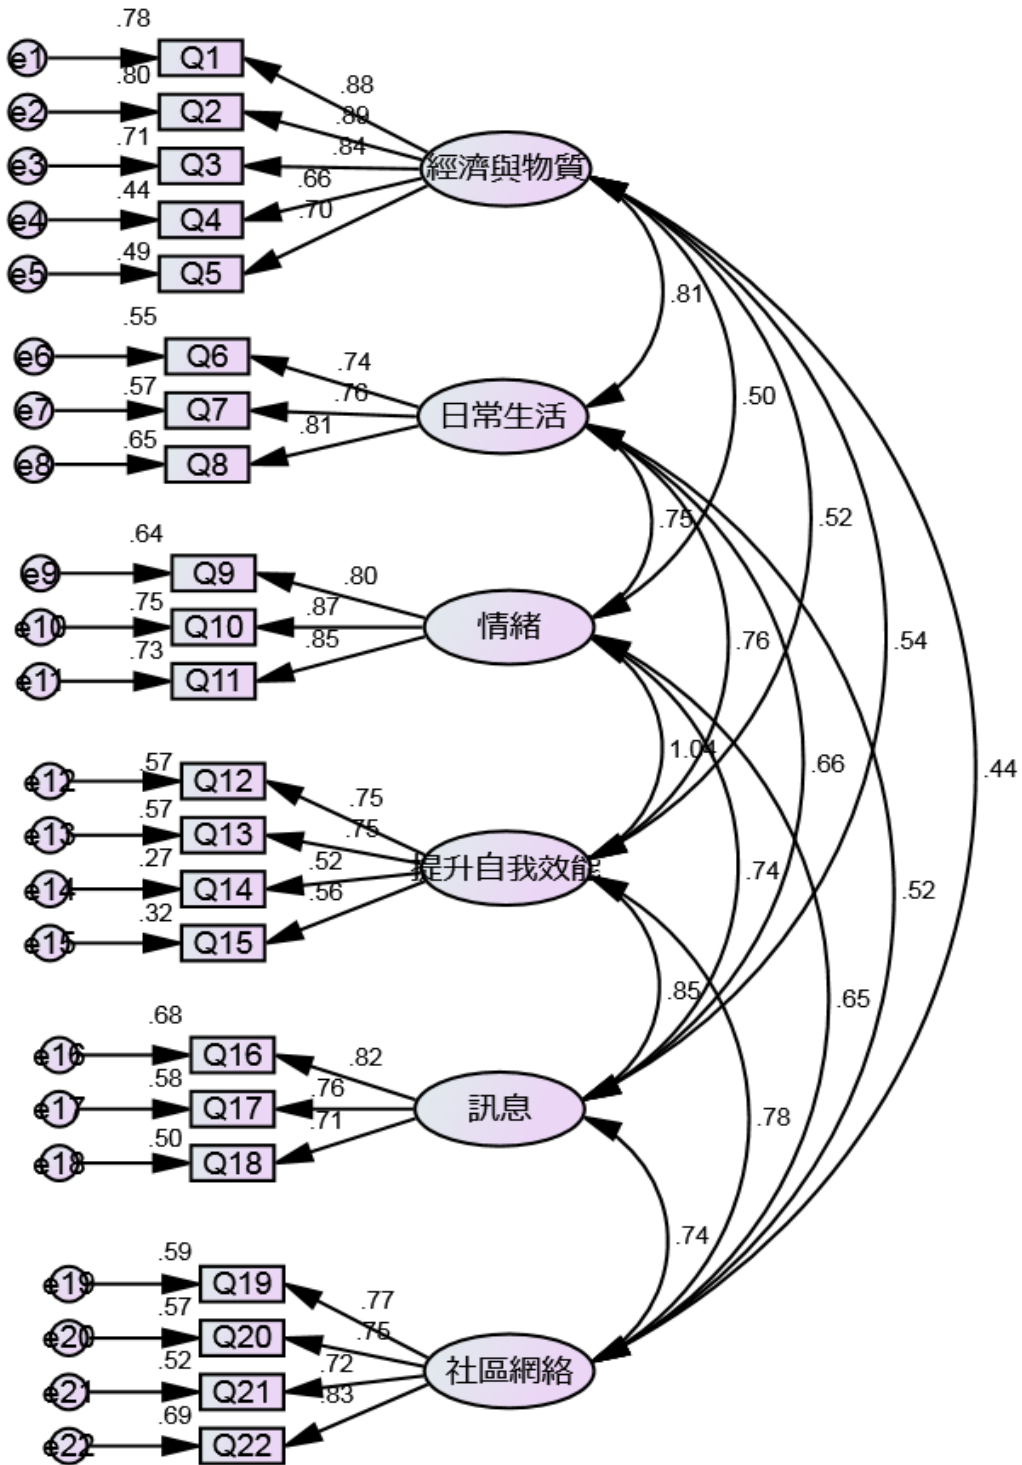 .78
e1 Q1
.80
.88
e2 Q2
.89
.71
.84
e3 Q3
經濟與物質
.66
.44
e4 Q4
.70
.49
e5 Q5
.81
.55
e6 Q6
.74
.57
.76
.50
e7 Q7
日常生活
.65
.81
e8 Q8
.75
.52
.64
e9 Q9
.80
.75
.87
e10 Q10
情緒
.73
.85
.76
.54
e11 Q11
1.04
.57
.66
.44
e12 Q12
.75
.57
.75
e13 Q13
.27
.52
提升自我效能
.74
e14 Q14
.56
.52
.32
e15 Q15
.85
.65
.68
e16 Q16
.82
.58
.76
e17 Q17
訊息
.71
.78
.50
e18 Q18
.74
.59
e19 Q19
.77
.57
.75
e20 Q20
.52
.72
社區網絡
e21 Q21
.83
.69
e22 Q22